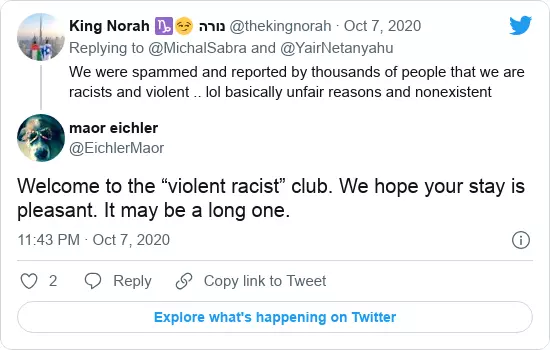 King Norah ♑😏 נורה @thekingnorah · Oct 7, 2020
Replying to @MichalSabra and @YairNetanyahu
We were spammed and reported by thousands of people that we are
racists and violent .. lol basically unfair reasons and nonexistent
maor eichler
@EichlerMaor
Welcome to the “violent racist” club. We hope your stay is
pleasant. It may be a long one.
11:43 PM · Oct 7, 2020
2 Reply Copy link to Tweet
Explore what's happening on Twitter